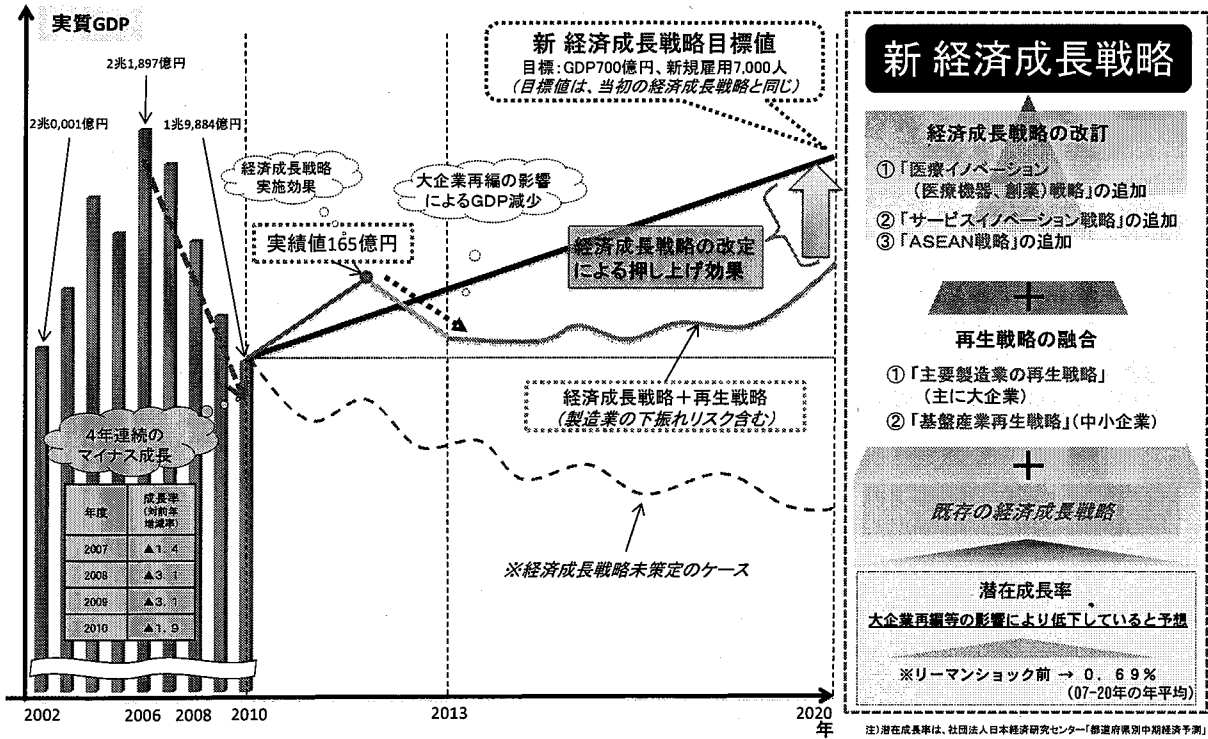 実質GDP
2兆1,897億円
2兆0,001億円
1兆9,884億円
経済成長戦略
実施効果
実績値165億円
大企業再編の影響
によるGDP減少
新 経済成長戦略目標値
目標:GDP700億円、新規雇用7,000人
(目標値は、当初の経済成長戦略と同じ)
経済成長戦略の改定
による押し上げ効果
経済成長戦略+再生戦略
(製造業の下振れリスク含む)
※経済成長戦略未策定のケース
4年連続の
マイナス成長
年度
成長率
(対前年
増減率)
2007 ▲1.4
2008 ▲3.1
2009 ▲3.1
2010 ▲1.9
2002 2006 2008 2010 2013 2020
年
新 経済成長戦略
経済成長戦略の改訂
①「医療イノベーション
(医療機器、創薬)戦略」の追加
②「サービスイノベーション戦略」の追加
③「ASEAN戦略」の追加
+
再生戦略の融合
①「主要製造業の再生戦略」
(主に大企業)
②「基盤産業再生戦略」(中小企業)
+
既存の経済成長戦略
潜在成長率
大企業再編等の影響により低下していると予想
※リーマンショック前 → 0.69%
(07-20年の年平均)
注)潜在成長率は、社団法人日本経済研究センター「都道府県別中期経済予測」